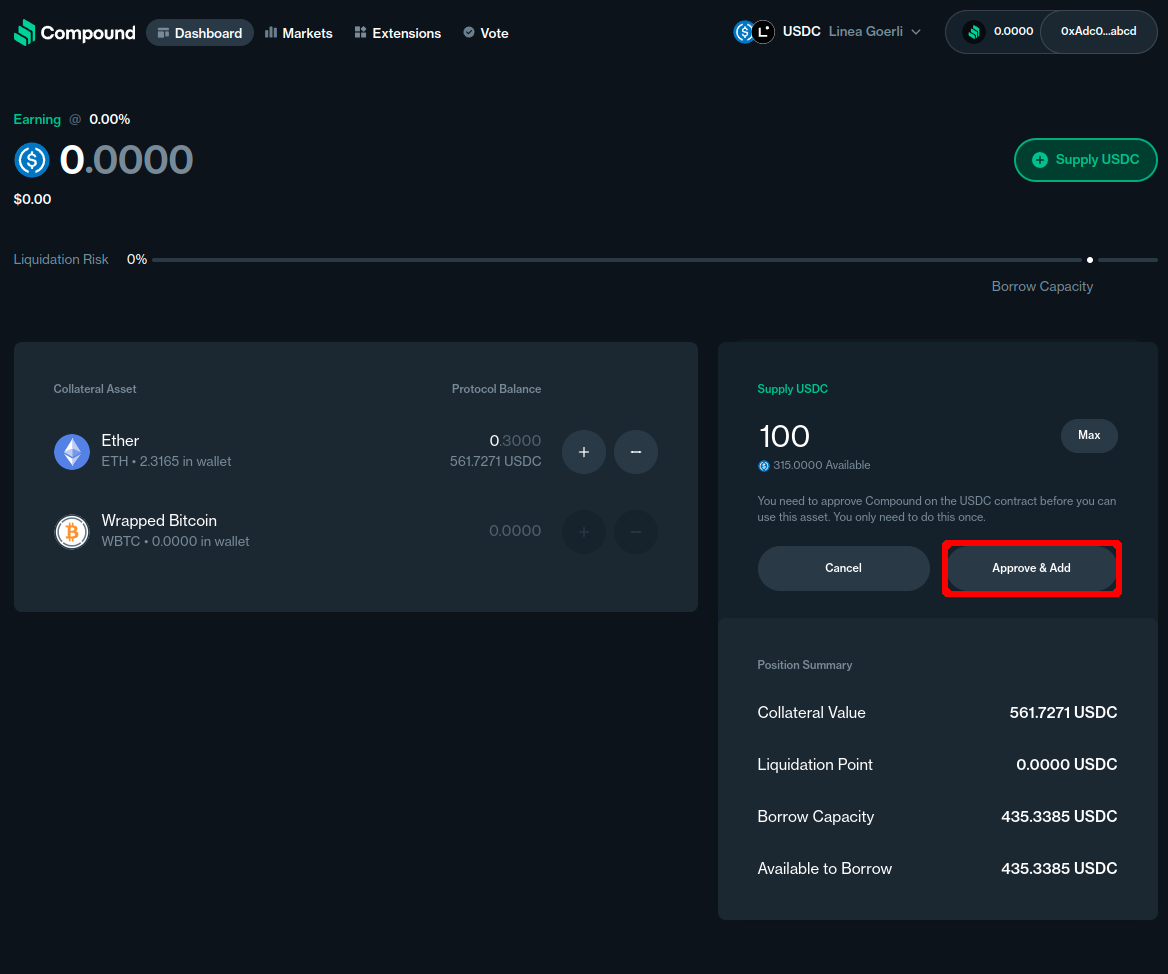 Compound Dashboard Markets Extensions Vote USDC Linea Goerli 0.0000 0xAdc0...abcd
Earning @ 0.00%
0.0000
Supply USDC
$0.00
Liquidation Risk 0%
Borrow Capacity
Collateral Asset Protocol Balance
Ether 0.3000
ETH • 2.3165 in wallet 561.7271 USDC
Wrapped Bitcoin
WBTC • 0.0000 in wallet 0.0000
Supply USDC
100 Max
315.0000 Available
You need to approve Compound on the USDC contract before you can
use this asset. You only need to do this once.
Cancel Approve & Add
Position Summary
Collateral Value 561.7271 USDC
Liquidation Point 0.0000 USDC
Borrow Capacity 435.3385 USDC
Available to Borrow 435.3385 USDC